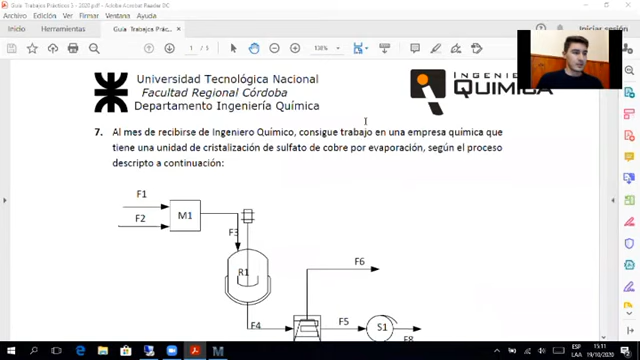 Guía Trabajos Prácticos 3 - 2020.pdf - Adobe Acrobat Reader DC
Archivo Edición Ver Firmar Ventana Ayuda
Inicio Herramientas Guía Trabajos Prácti... × Iniciar sesión
1 / 5 136%
Universidad Tecnológica Nacional
Facultad Regional Córdoba
Departamento Ingeniería Química
INGENIE
QUIMICA
7. Al mes de recibirse de Ingeniero Químico, consigue trabajo en una empresa química que
tiene una unidad de cristalización de sulfato de cobre por evaporación, según el proceso
descripto a continuación:
F1
F2
M1
F3
R1
F6
F4
F5
S1
F8
ESP 15:11
LAA 19/10/2020